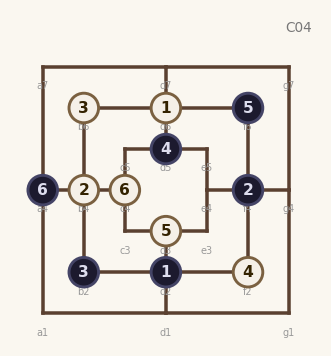 C04
a7 d7 g7
3 1 5
b6 d6 f6
4
c5 d5 e5
6 2 6 2
a4 b4 c4 e4 f4 g4
5
c3 d3 e3
3 1 4
b2 d2 f2
a1 d1 g1